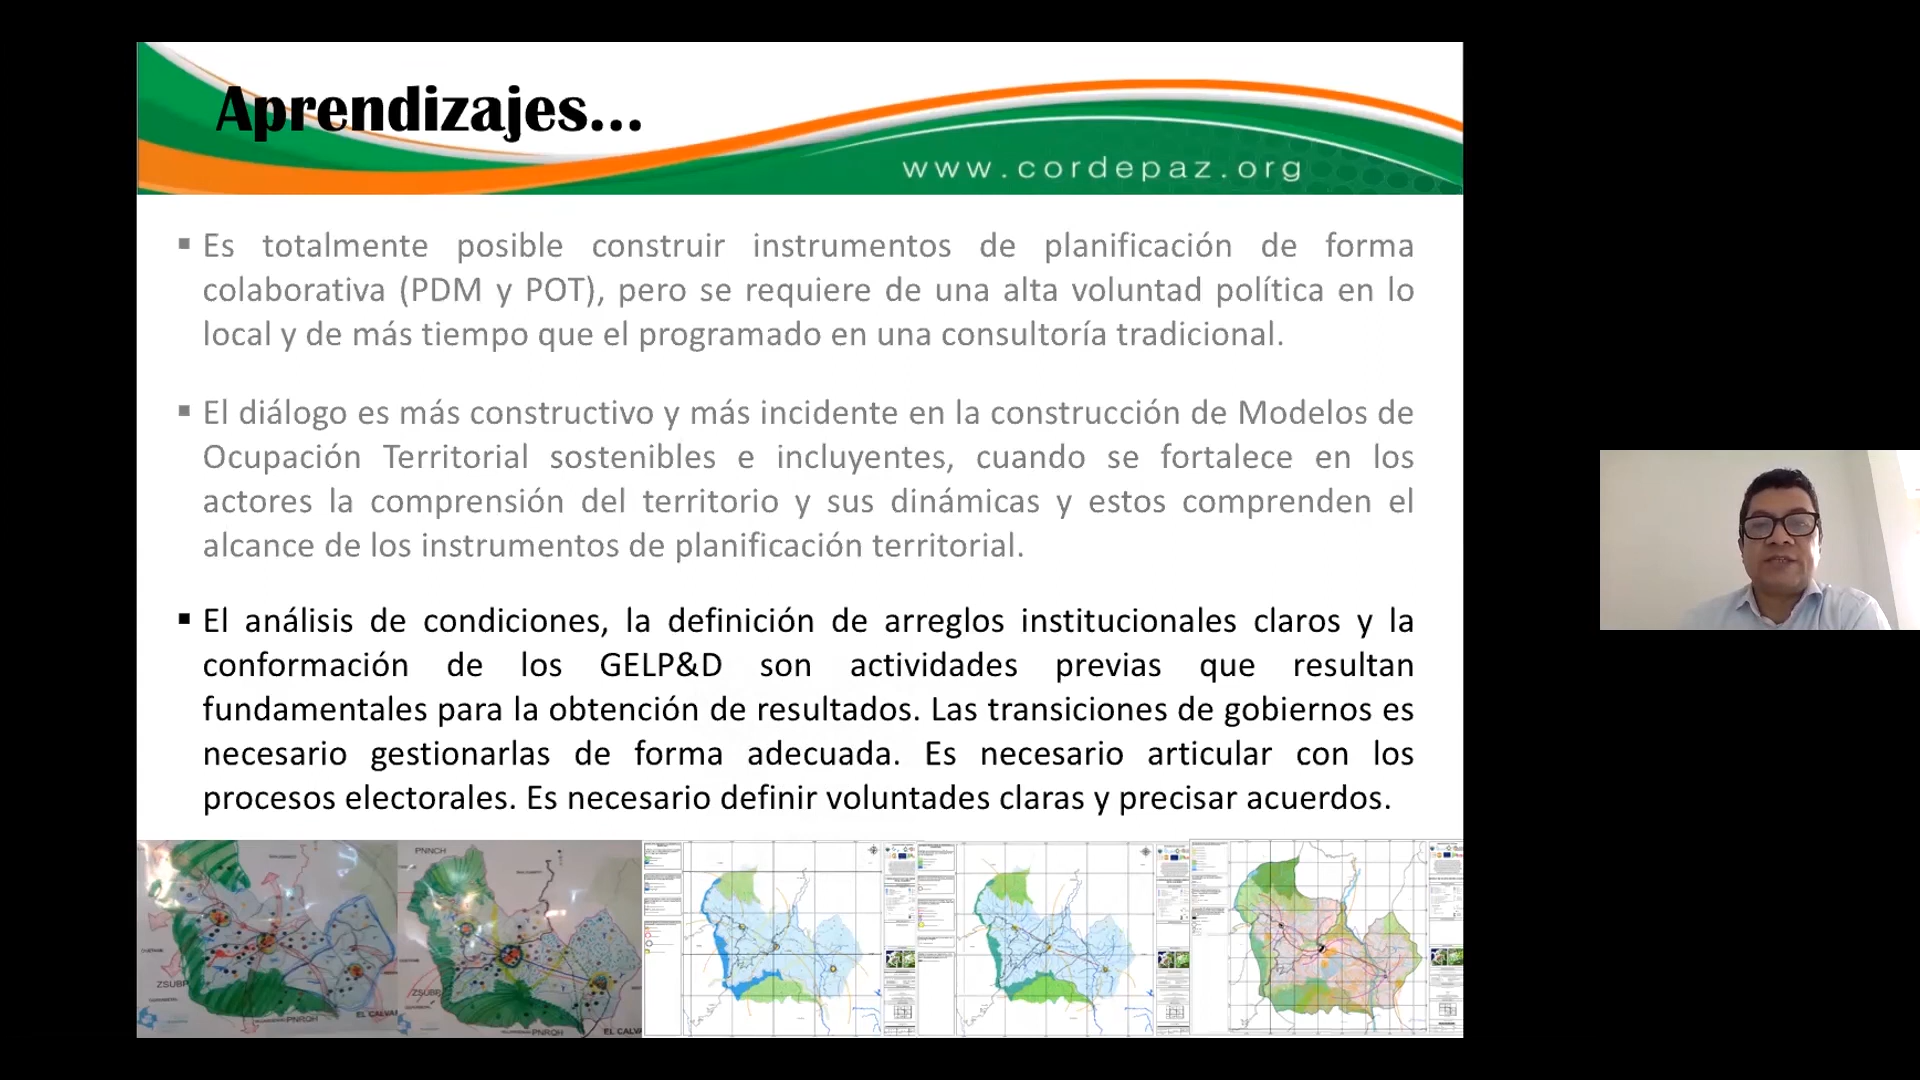 Aprendizajes...
www.cordepaz.org
▪ Es totalmente posible construir instrumentos de planificación de forma
colaborativa (PDM y POT), pero se requiere de una alta voluntad política en lo
local y de más tiempo que el programado en una consultoría tradicional.
▪ El diálogo es más constructivo y más incidente en la construcción de Modelos de
Ocupación Territorial sostenibles e incluyentes, cuando se fortalece en los
actores la comprensión del territorio y sus dinámicas y estos comprenden el
alcance de los instrumentos de planificación territorial.
▪ El análisis de condiciones, la definición de arreglos institucionales claros y la
conformación de los GELP&D son actividades previas que resultan
fundamentales para la obtención de resultados. Las transiciones de gobiernos es
necesario gestionarlas de forma adecuada. Es necesario articular con los
procesos electorales. Es necesario definir voluntades claras y precisar acuerdos.
PNNCH
ZSUBP
PNRQH
EL CALVA
ZSUBP
PNRQH
EL CALVA